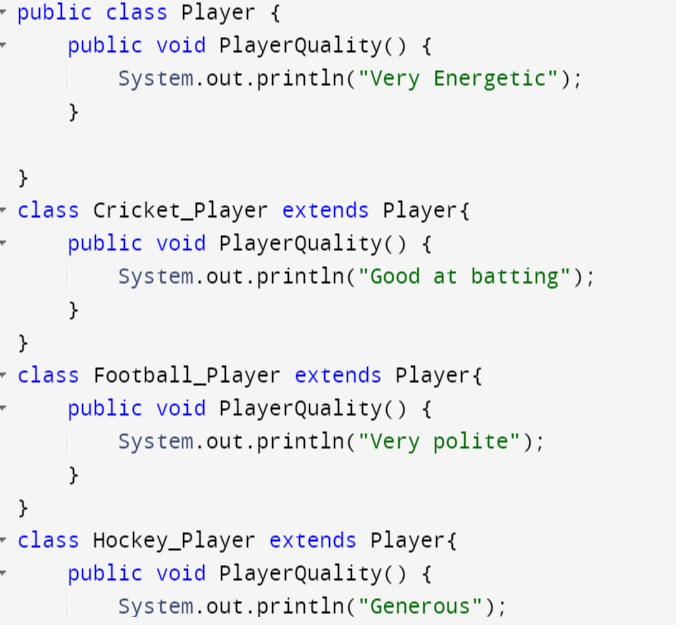 public class Player {
    public void PlayerQuality() {
        System.out.println("Very Energetic");
    }

}
class Cricket_Player extends Player{
    public void PlayerQuality() {
        System.out.println("Good at batting");
    }
}
class Football_Player extends Player{
    public void PlayerQuality() {
        System.out.println("Very polite");
    }
}
class Hockey_Player extends Player{
    public void PlayerQuality() {
        System.out.println("Generous");